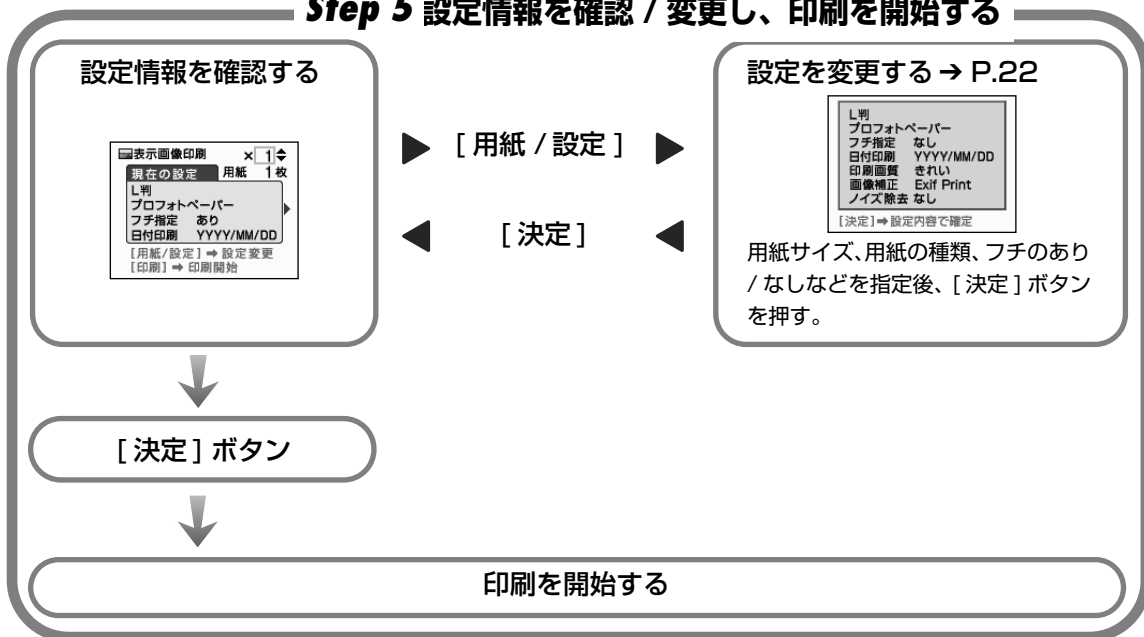 Step 5 設定情報を確認 / 変更し、印刷を開始する
設定情報を確認する
表示画像印刷 × 1
現在の設定 用紙 1枚
L判
プロフォトペーパー
フチ指定 あり
日付印刷 YYYY/MM/DD
[用紙/設定]➡設定変更
[印刷]➡印刷開始
[ 用紙 / 設定 ]
[ 決定 ]
設定を変更する ➔ P.22
L判
プロフォトペーパー
フチ指定 なし
日付印刷 YYYY/MM/DD
印刷画質 きれい
画像補正 Exif Print
ノイズ除去 なし
[決定]➡設定内容で確定
用紙サイズ、用紙の種類、フチのあり
/ なしなどを指定後、[ 決定 ] ボタン
を押す。
[ 決定 ] ボタン
印刷を開始する